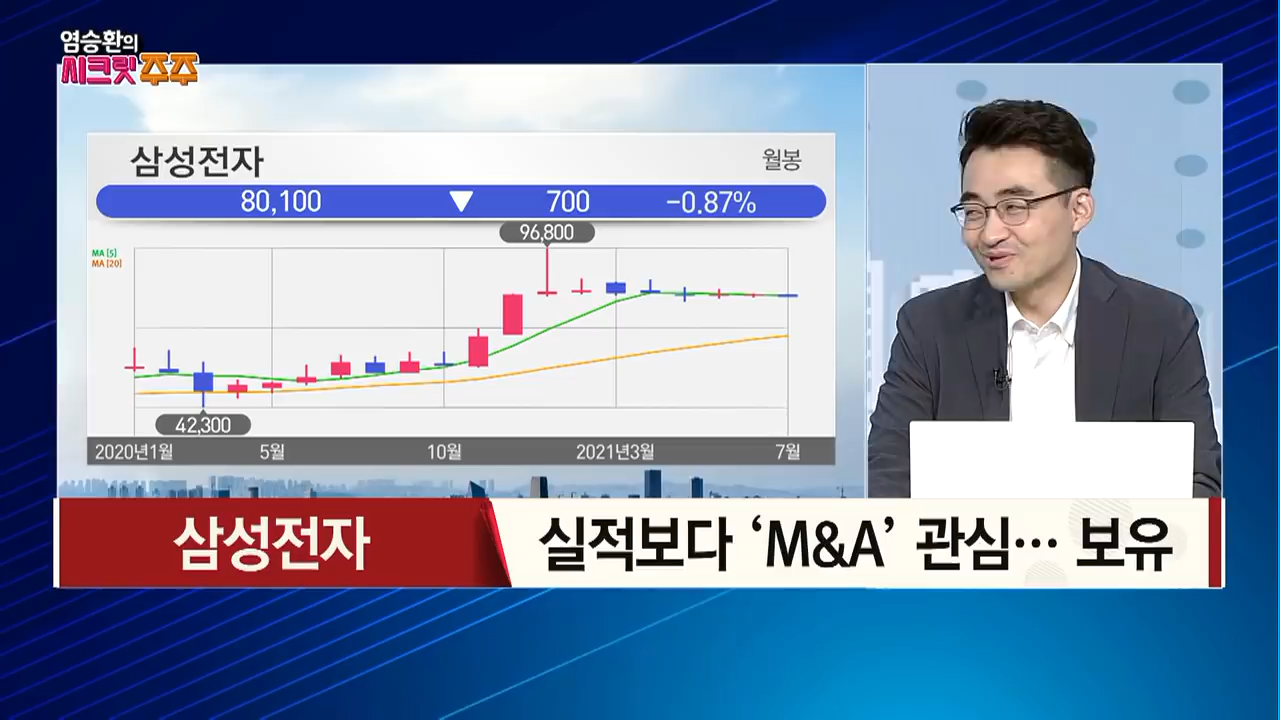 염승환의
시크릿 주주
삼성전자
월봉
80,100 ▼ 700 -0.87%
MA [5]
MA [20]
96,800
42,300
2020년1월 5월 10월 2021년3월 7월
삼성전자
실적보다 ‘M&A’ 관심… 보유